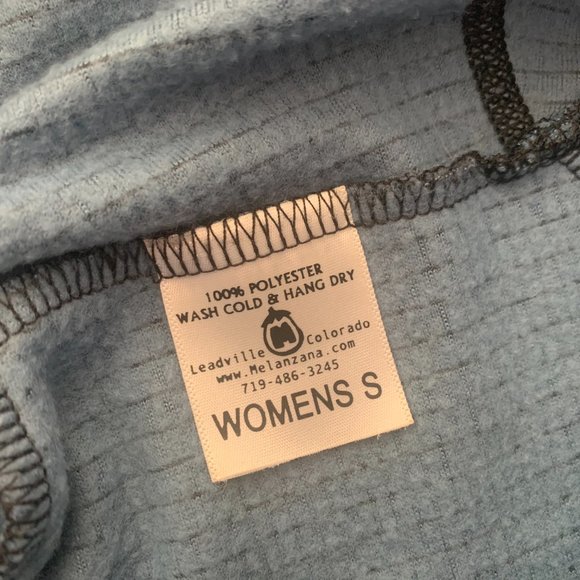 100% POLYESTER
WASH COLD & HANG DRY
M
Leadville Colorado
www.Melanzana.com
719-486-3245
WOMENS S